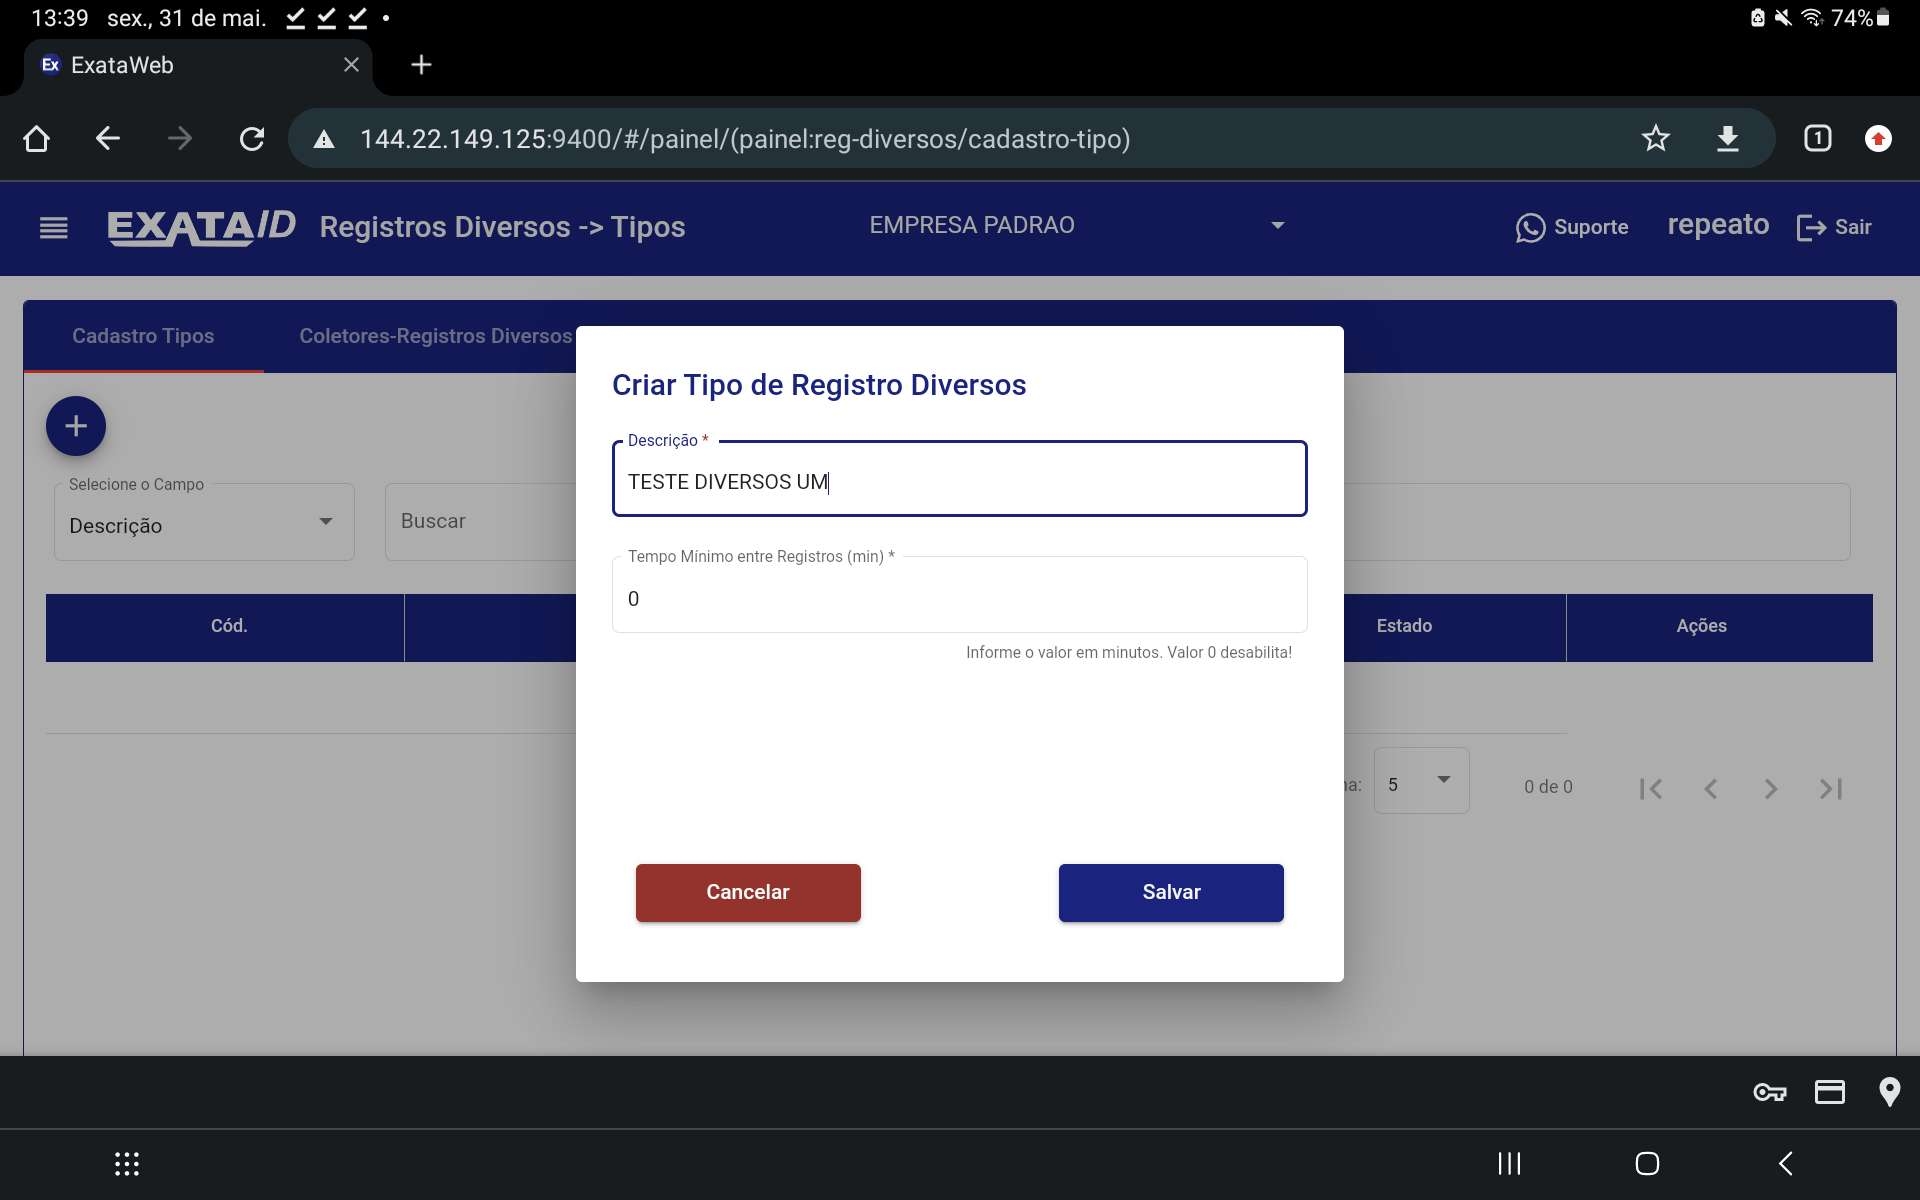 13:39 sex., 31 de mai. 74%
Ex ExataWeb
144.22.149.125:9400/#/painel/(painel:reg-diversos/cadastro-tipo) 1
EXATAID Registros Diversos -> Tipos EMPRESA PADRAO Suporte repeato Sair
Cadastro Tipos Coletores-Registros Diversos
Criar Tipo de Registro Diversos
Descrição *
TESTE DIVERSOS UM
Selecione o Campo
Descrição
Buscar
Tempo Mínimo entre Registros (min) *
0
Informe o valor em minutos. Valor 0 desabilita!
Cód. Estado Ações
5 0 de 0
Cancelar Salvar